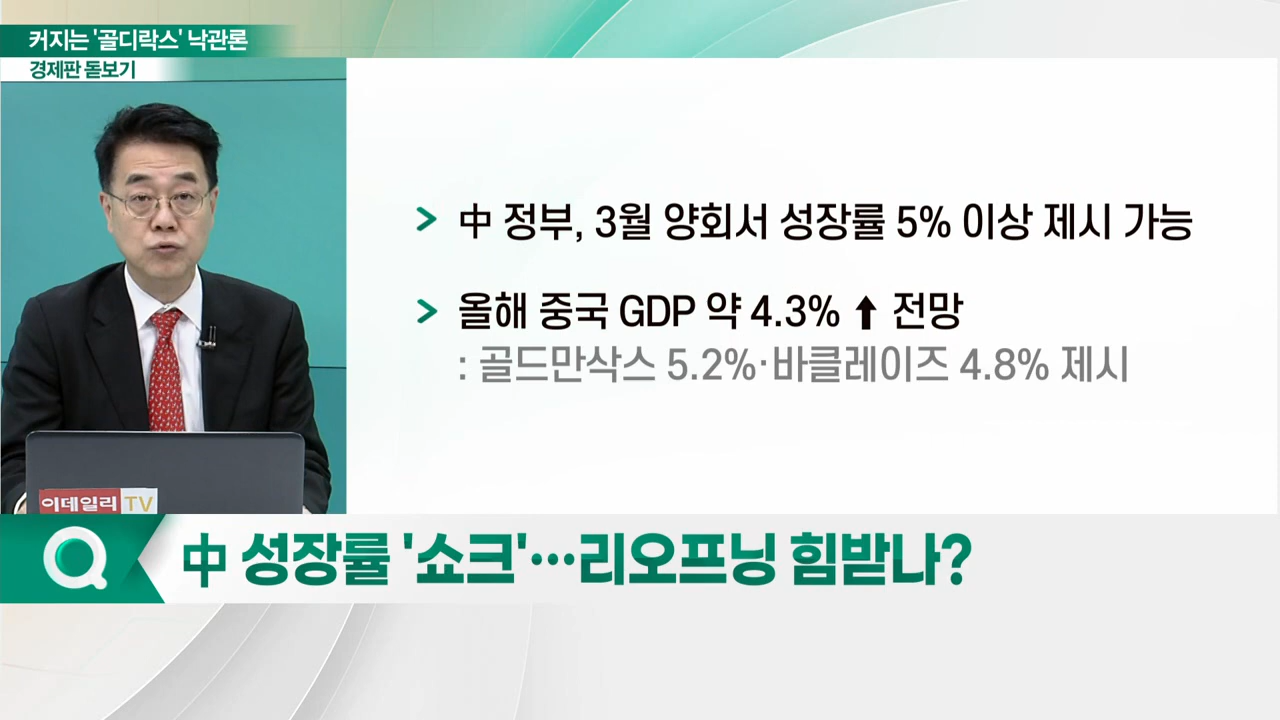 커지는 '골디락스' 낙관론
경제판 돋보기
> 中 정부, 3월 양회서 성장률 5% 이상 제시 가능
> 올해 중국 GDP 약 4.3% ⬆ 전망
: 골드만삭스 5.2%·바클레이즈 4.8% 제시
이데일리 TV
Q 中 성장률 '쇼크'…리오프닝 힘받나?